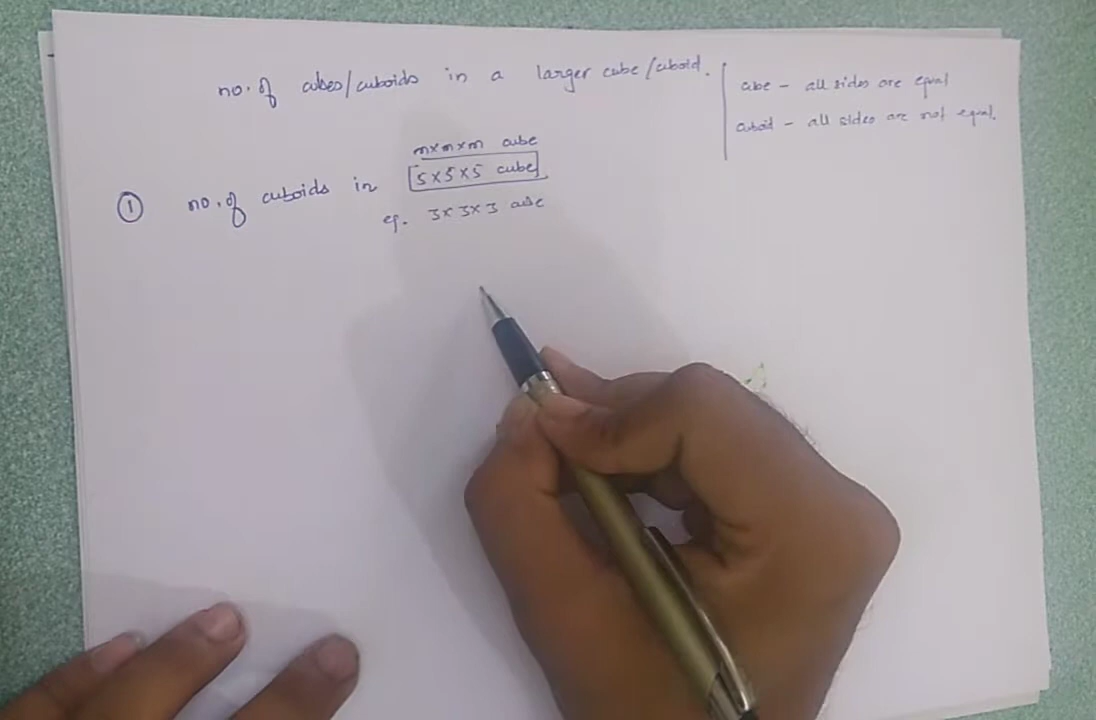 no. of cubes/cuboids in a larger cube/cuboid.
cube - all sides are equal
cuboid - all sides are not equal.
m×m×m cube
① no. of cuboids in 5×5×5 cube
eg. 3×3×3 cube